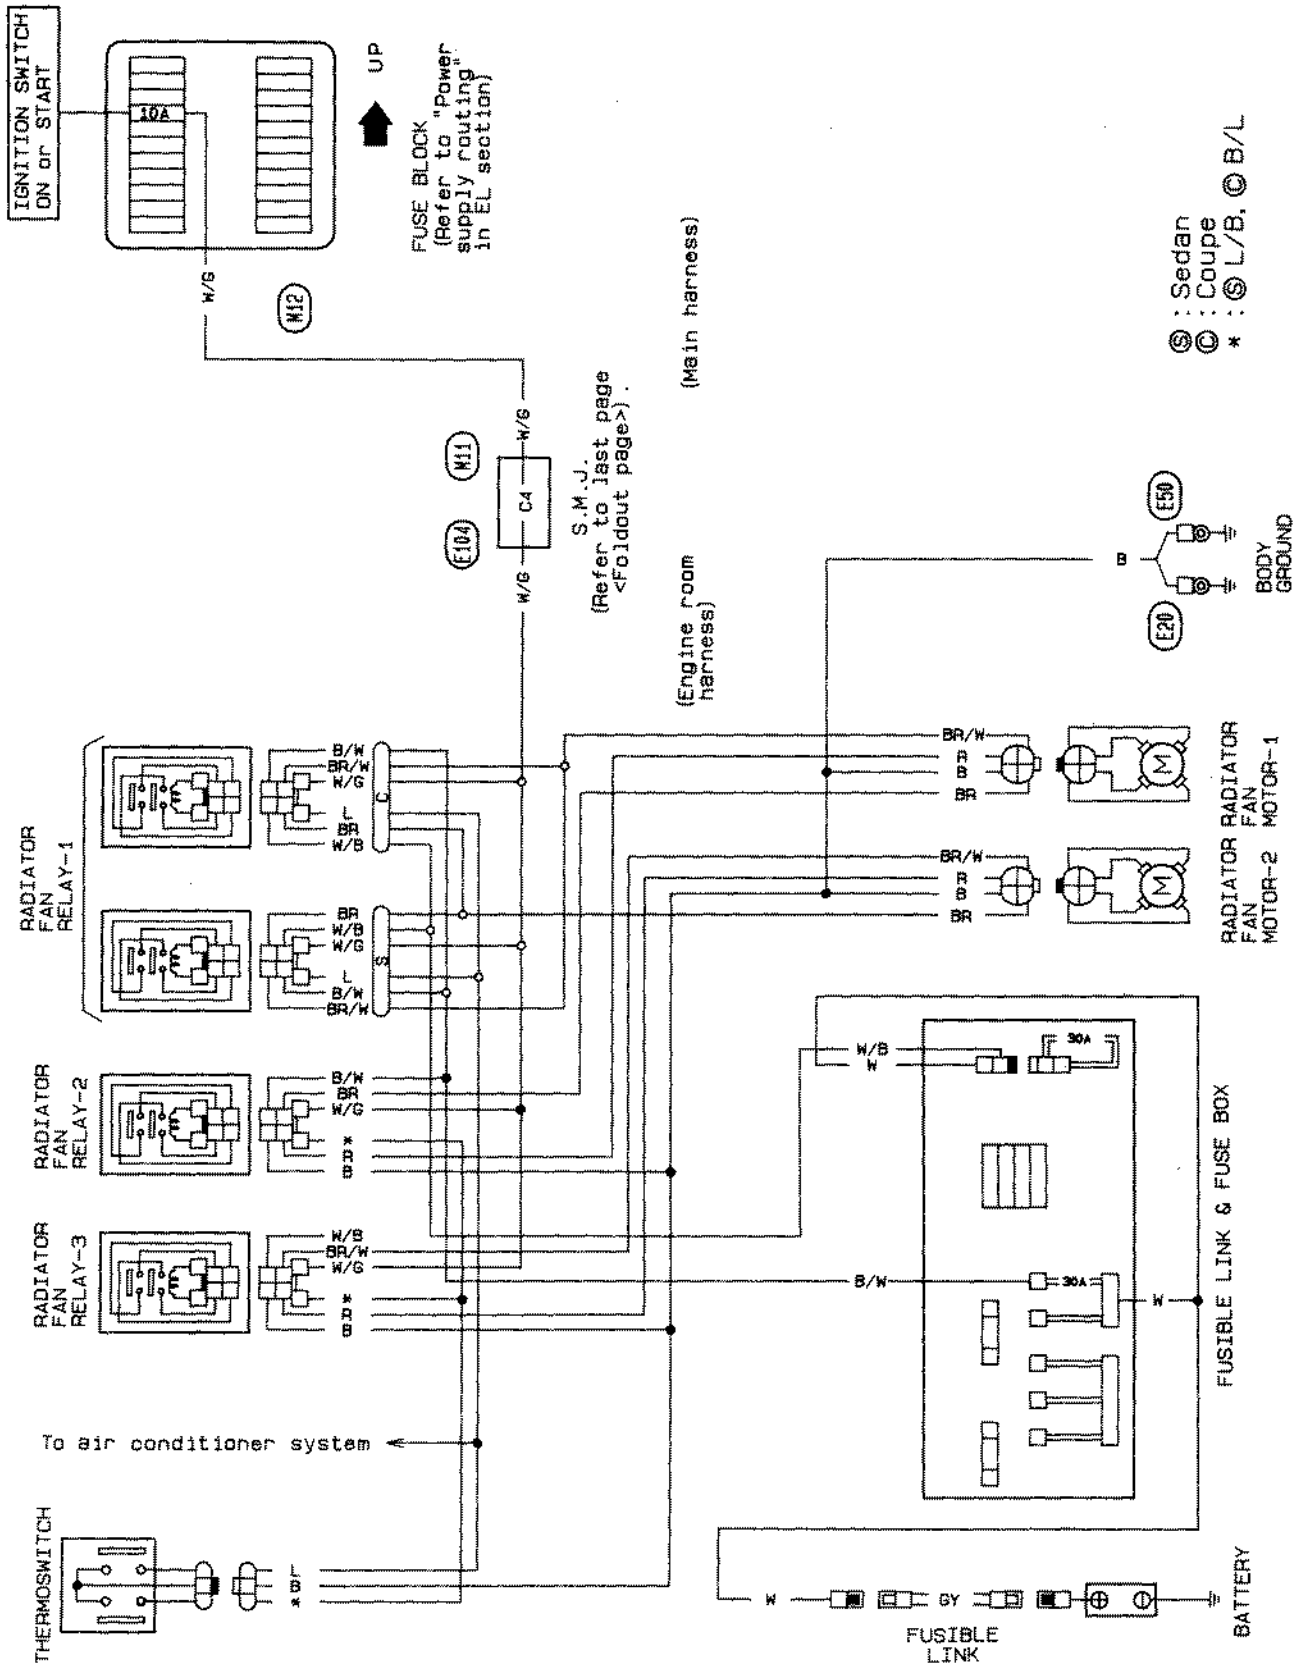 IGNITION SWITCH
ON or START
10A
UP
FUSE BLOCK
(Refer to "Power
supply routing"
in EL section)
W/G
M12
M11
E104
W/G
C4
W/G
S.M.J.
(Refer to last page
<Foldout page>).
(Main harness)
(Engine room
harness)
Ⓢ : Sedan
Ⓒ : Coupe
* : Ⓢ L/B, Ⓒ B/L
RADIATOR
FAN
RELAY-1
B/W
BR/W
W/G
L
BR
W/B
C
BR
W/B
W/G
L
B/W
BR/W
S
RADIATOR
FAN
RELAY-2
B/W
BR
W/G
*
R
B
RADIATOR
FAN
RELAY-3
W/B
BR/W
W/G
*
R
B
To air conditioner system
THERMOSWITCH
L
B
*
BR/W
R
B
BR
M
RADIATOR
FAN
MOTOR-1
BR/W
R
B
BR
M
RADIATOR
FAN
MOTOR-2
B
E50
E20
BODY
GROUND
W/B
W
30A
B/W
30A
W
FUSIBLE LINK & FUSE BOX
W
GY
FUSIBLE
LINK
BATTERY